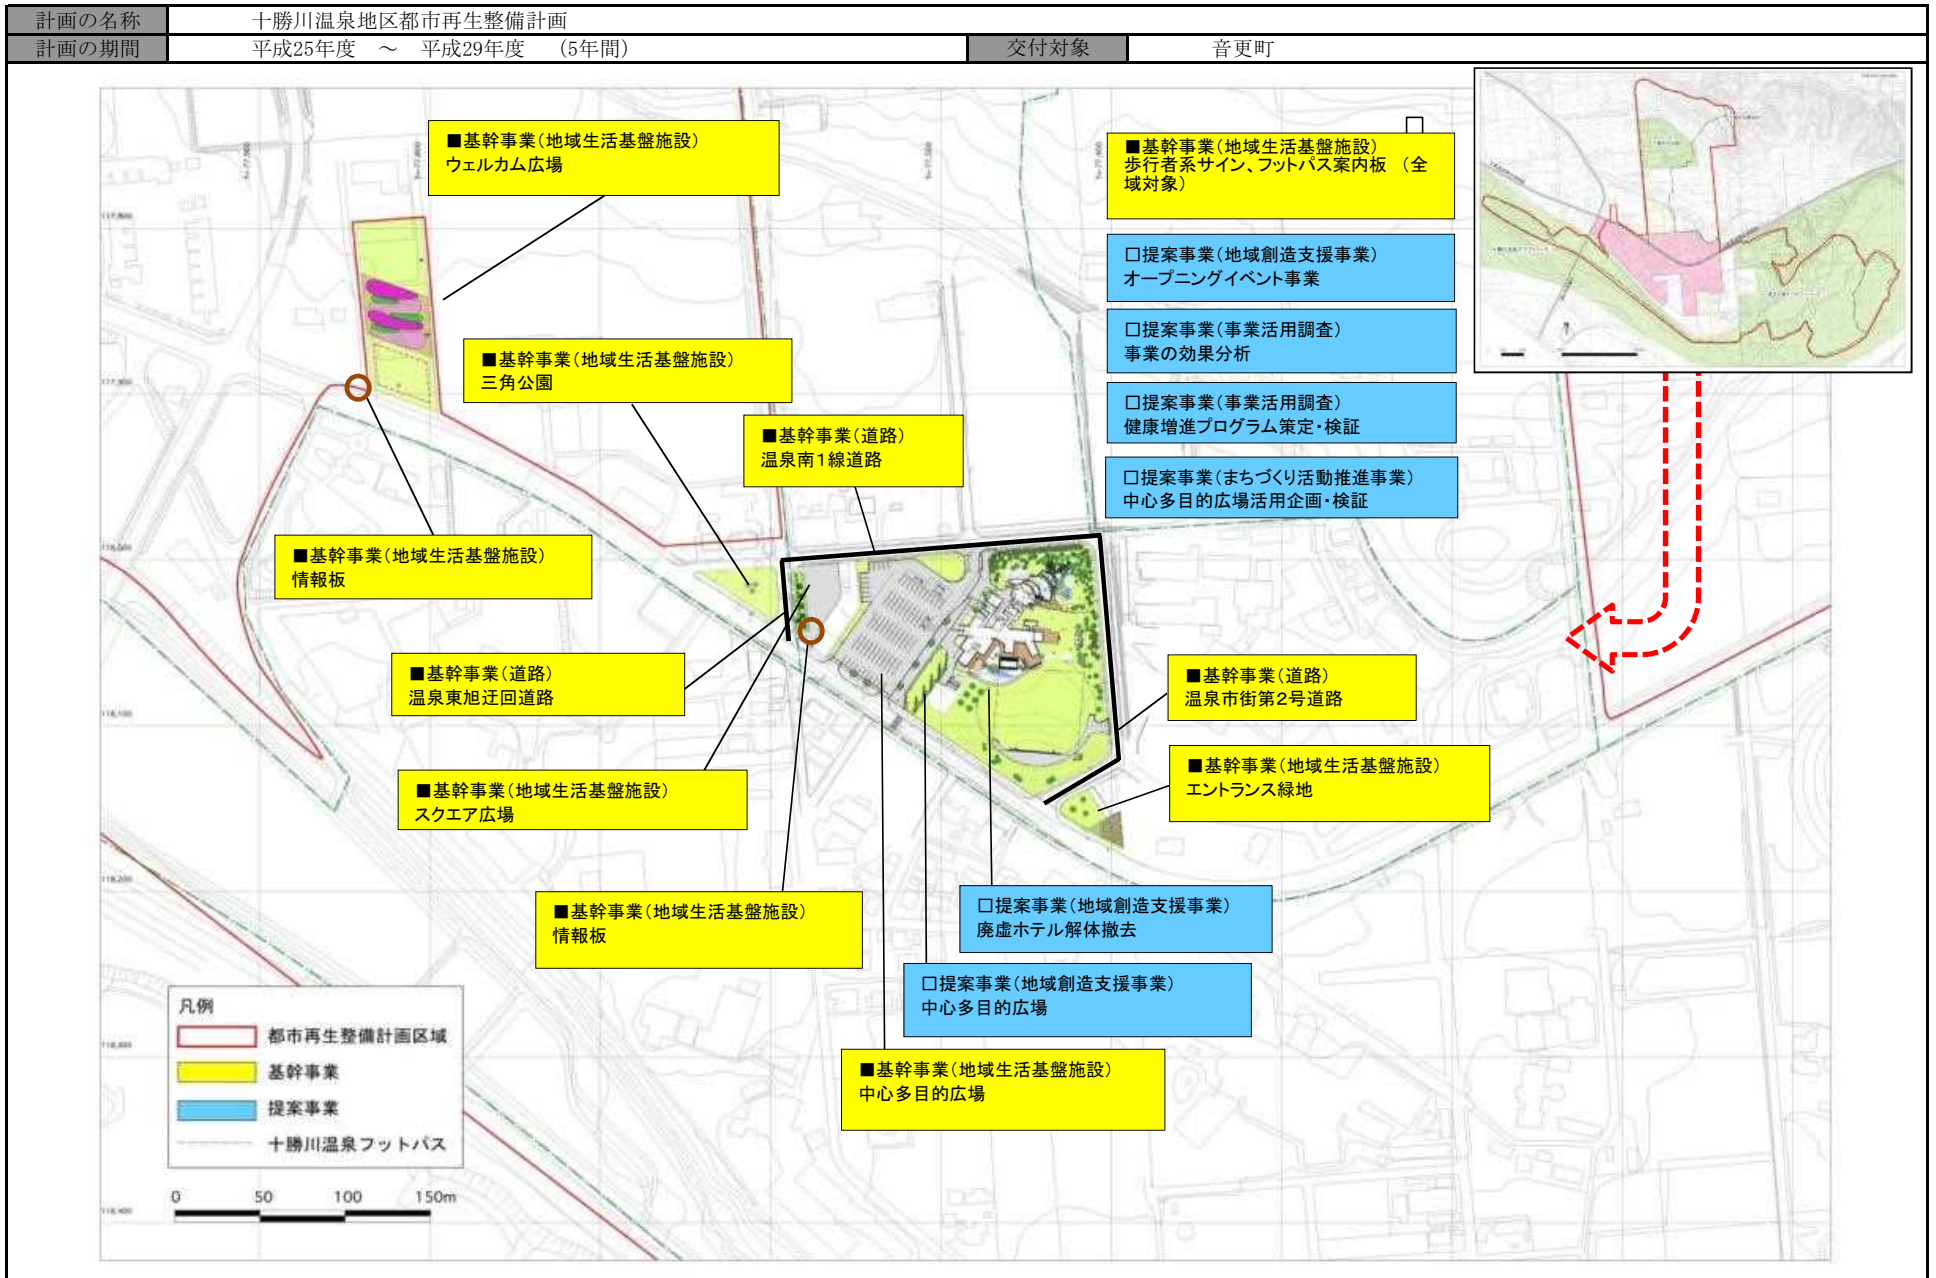 計画の名称 十勝川温泉地区都市再生整備計画
計画の期間 平成25年度 ～ 平成29年度 （5年間） 交付対象 音更町
■基幹事業(地域生活基盤施設)
ウェルカム広場
■基幹事業(地域生活基盤施設)
歩行者系サイン、フットパス案内板 （全
域対象）
□提案事業(地域創造支援事業)
オープニングイベント事業
□提案事業(事業活用調査)
事業の効果分析
□提案事業(事業活用調査)
健康増進プログラム策定・検証
□提案事業(まちづくり活動推進事業)
中心多目的広場活用企画・検証
■基幹事業(地域生活基盤施設)
三角公園
■基幹事業(道路)
温泉南１線道路
■基幹事業(地域生活基盤施設)
情報板
■基幹事業(道路)
温泉東旭迂回道路
■基幹事業(道路)
温泉市街第２号道路
■基幹事業(地域生活基盤施設)
スクエア広場
■基幹事業(地域生活基盤施設)
エントランス緑地
■基幹事業(地域生活基盤施設)
情報板
□提案事業(地域創造支援事業)
廃虚ホテル解体撤去
□提案事業(地域創造支援事業)
中心多目的広場
■基幹事業(地域生活基盤施設)
中心多目的広場
凡例
都市再生整備計画区域
基幹事業
提案事業
十勝川温泉フットパス
0 50 100 150m